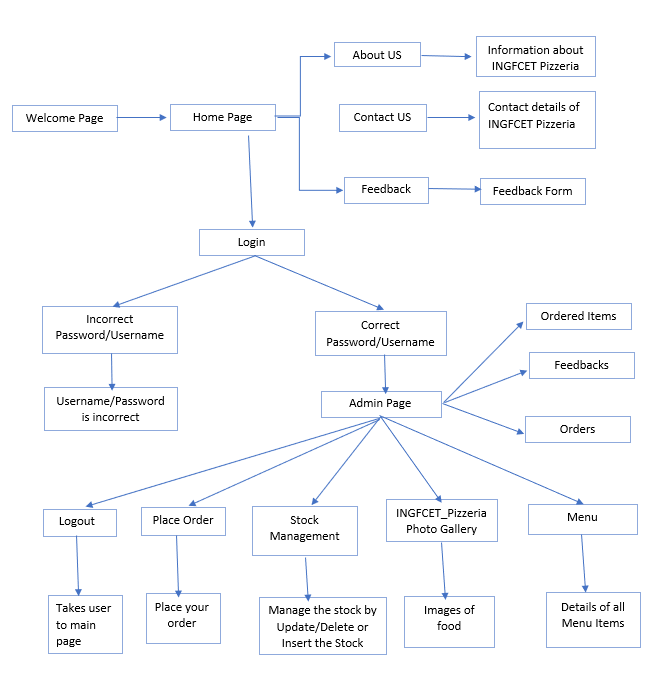 About US
Information about
INGFCET Pizzeria
Welcome Page
Home Page
Contact US
Contact details of
INGFCET Pizzeria
Feedback
Feedback Form
Login
Incorrect
Password/Username
Correct
Password/Username
Ordered Items
Feedbacks
Username/Password
is incorrect
Admin Page
Orders
Logout
Place Order
Stock
Management
INGFCET_Pizzeria
Photo Gallery
Menu
Takes user
to main
page
Place your
order
Manage the stock by
Update/Delete or
Insert the Stock
Images of
food
Details of all
Menu Items